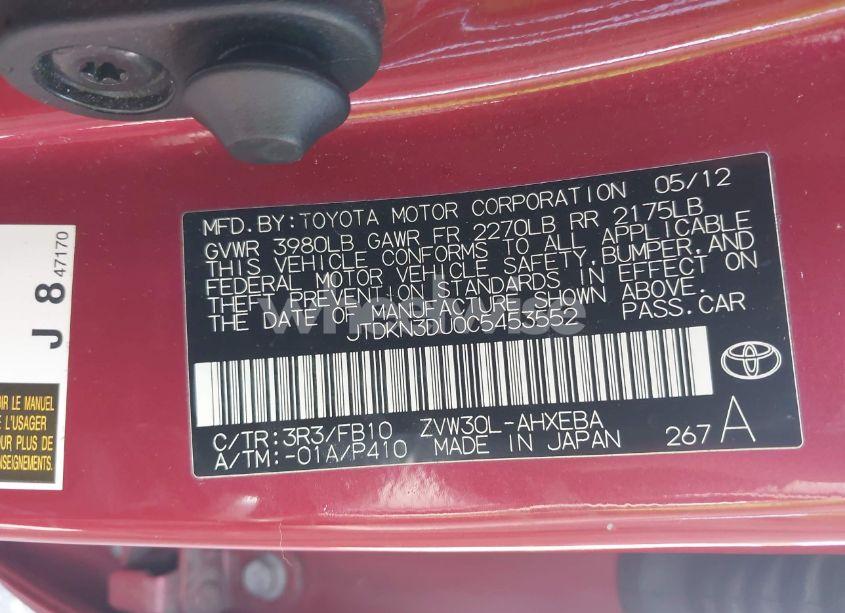 MFD.BY:TOYOTA MOTOR CORPORATION 05/12
GVWR 3980LB GAWR FR 2270LB RR 2175LB
THIS VEHICLE CONFORMS TO ALL APPLICABLE
FEDERAL MOTOR VEHICLE SAFETY,BUMPER,AND
THEFT PREVENTION STANDARDS IN EFFECT ON
THE DATE OF MANUFACTURE SHOWN ABOVE.
JTDKN3DU0C5453552 PASS.CAR
C/TR:3R3/FB10 ZVW30L-AHXEBA
A/TM:-01A/P410 MADE IN JAPAN 267 A
J 8 47170
LE MANUEL
L'USAGER
PLUS DE